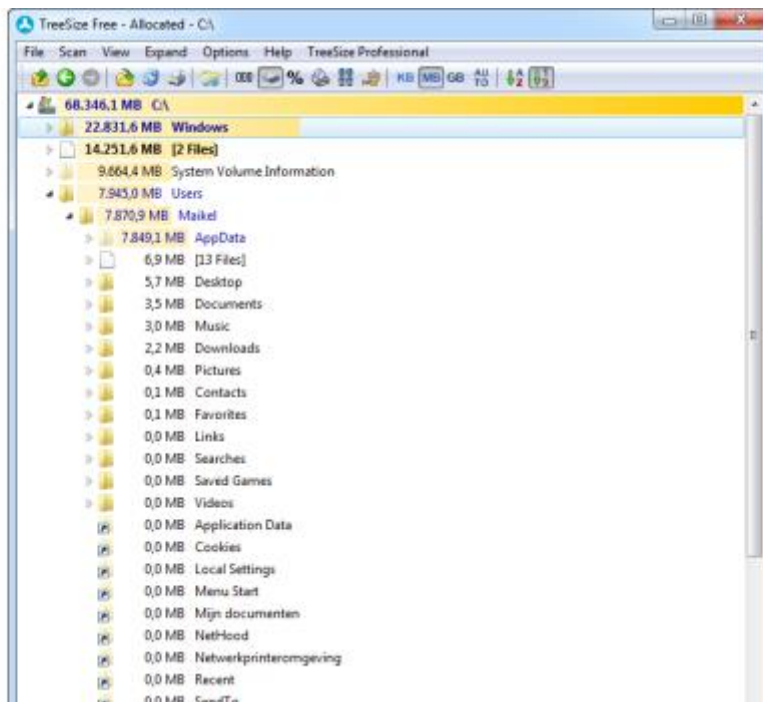 TreeSize Free - Allocated - C:\
File Scan View Expand Options Help TreeSize Professional
% KB MB GB AU TO
68.346,1 MB C:\
22.831,6 MB Windows
14.251,6 MB [2 Files]
9.664,4 MB System Volume Information
7.945,0 MB Users
7.870,9 MB Maikel
7.849,1 MB AppData
6,9 MB [13 Files]
5,7 MB Desktop
3,5 MB Documents
3,0 MB Music
2,2 MB Downloads
0,4 MB Pictures
0,1 MB Contacts
0,1 MB Favorites
0,0 MB Links
0,0 MB Searches
0,0 MB Saved Games
0,0 MB Videos
0,0 MB Application Data
0,0 MB Cookies
0,0 MB Local Settings
0,0 MB Menu Start
0,0 MB Mijn documenten
0,0 MB NetHood
0,0 MB Netwerkprinteromgeving
0,0 MB Recent
0,0 MB SendTo